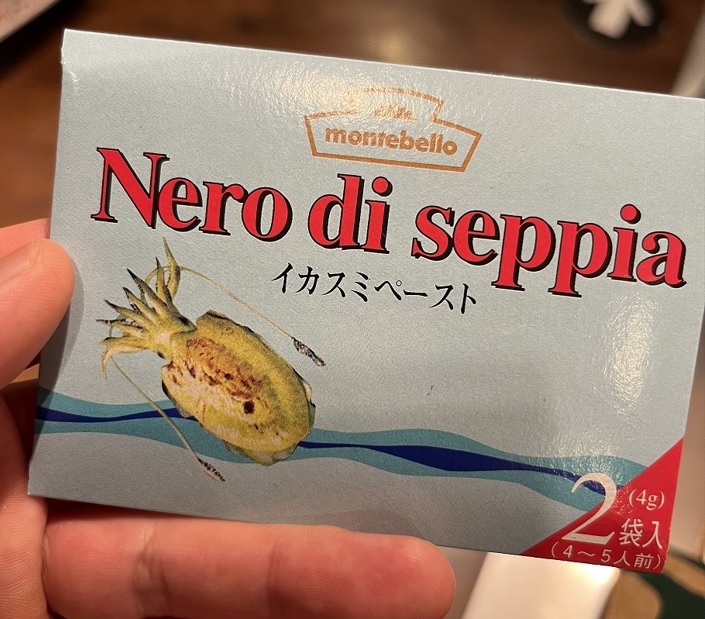 montebello
Nero di seppia
イカスミペースト
2袋入 (4g)
(4〜5人前)